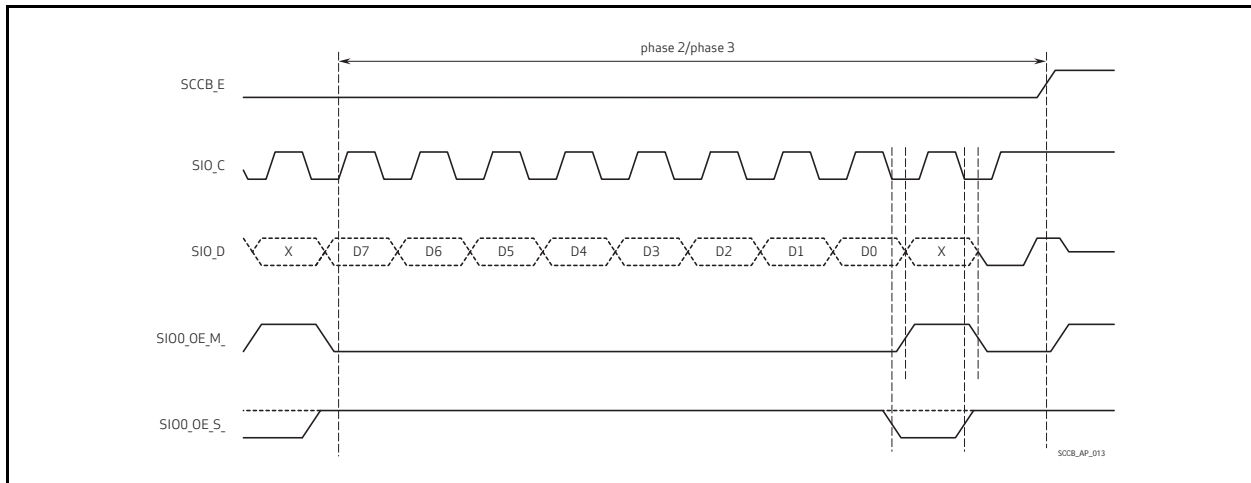 phase 2/phase 3
SCCB_E
SIO_C
SIO_D
X D7 D6 D5 D4 D3 D2 D1 D0 X
SIO0_OE_M_
SIO0_OE_S_
SCCB_AP_013